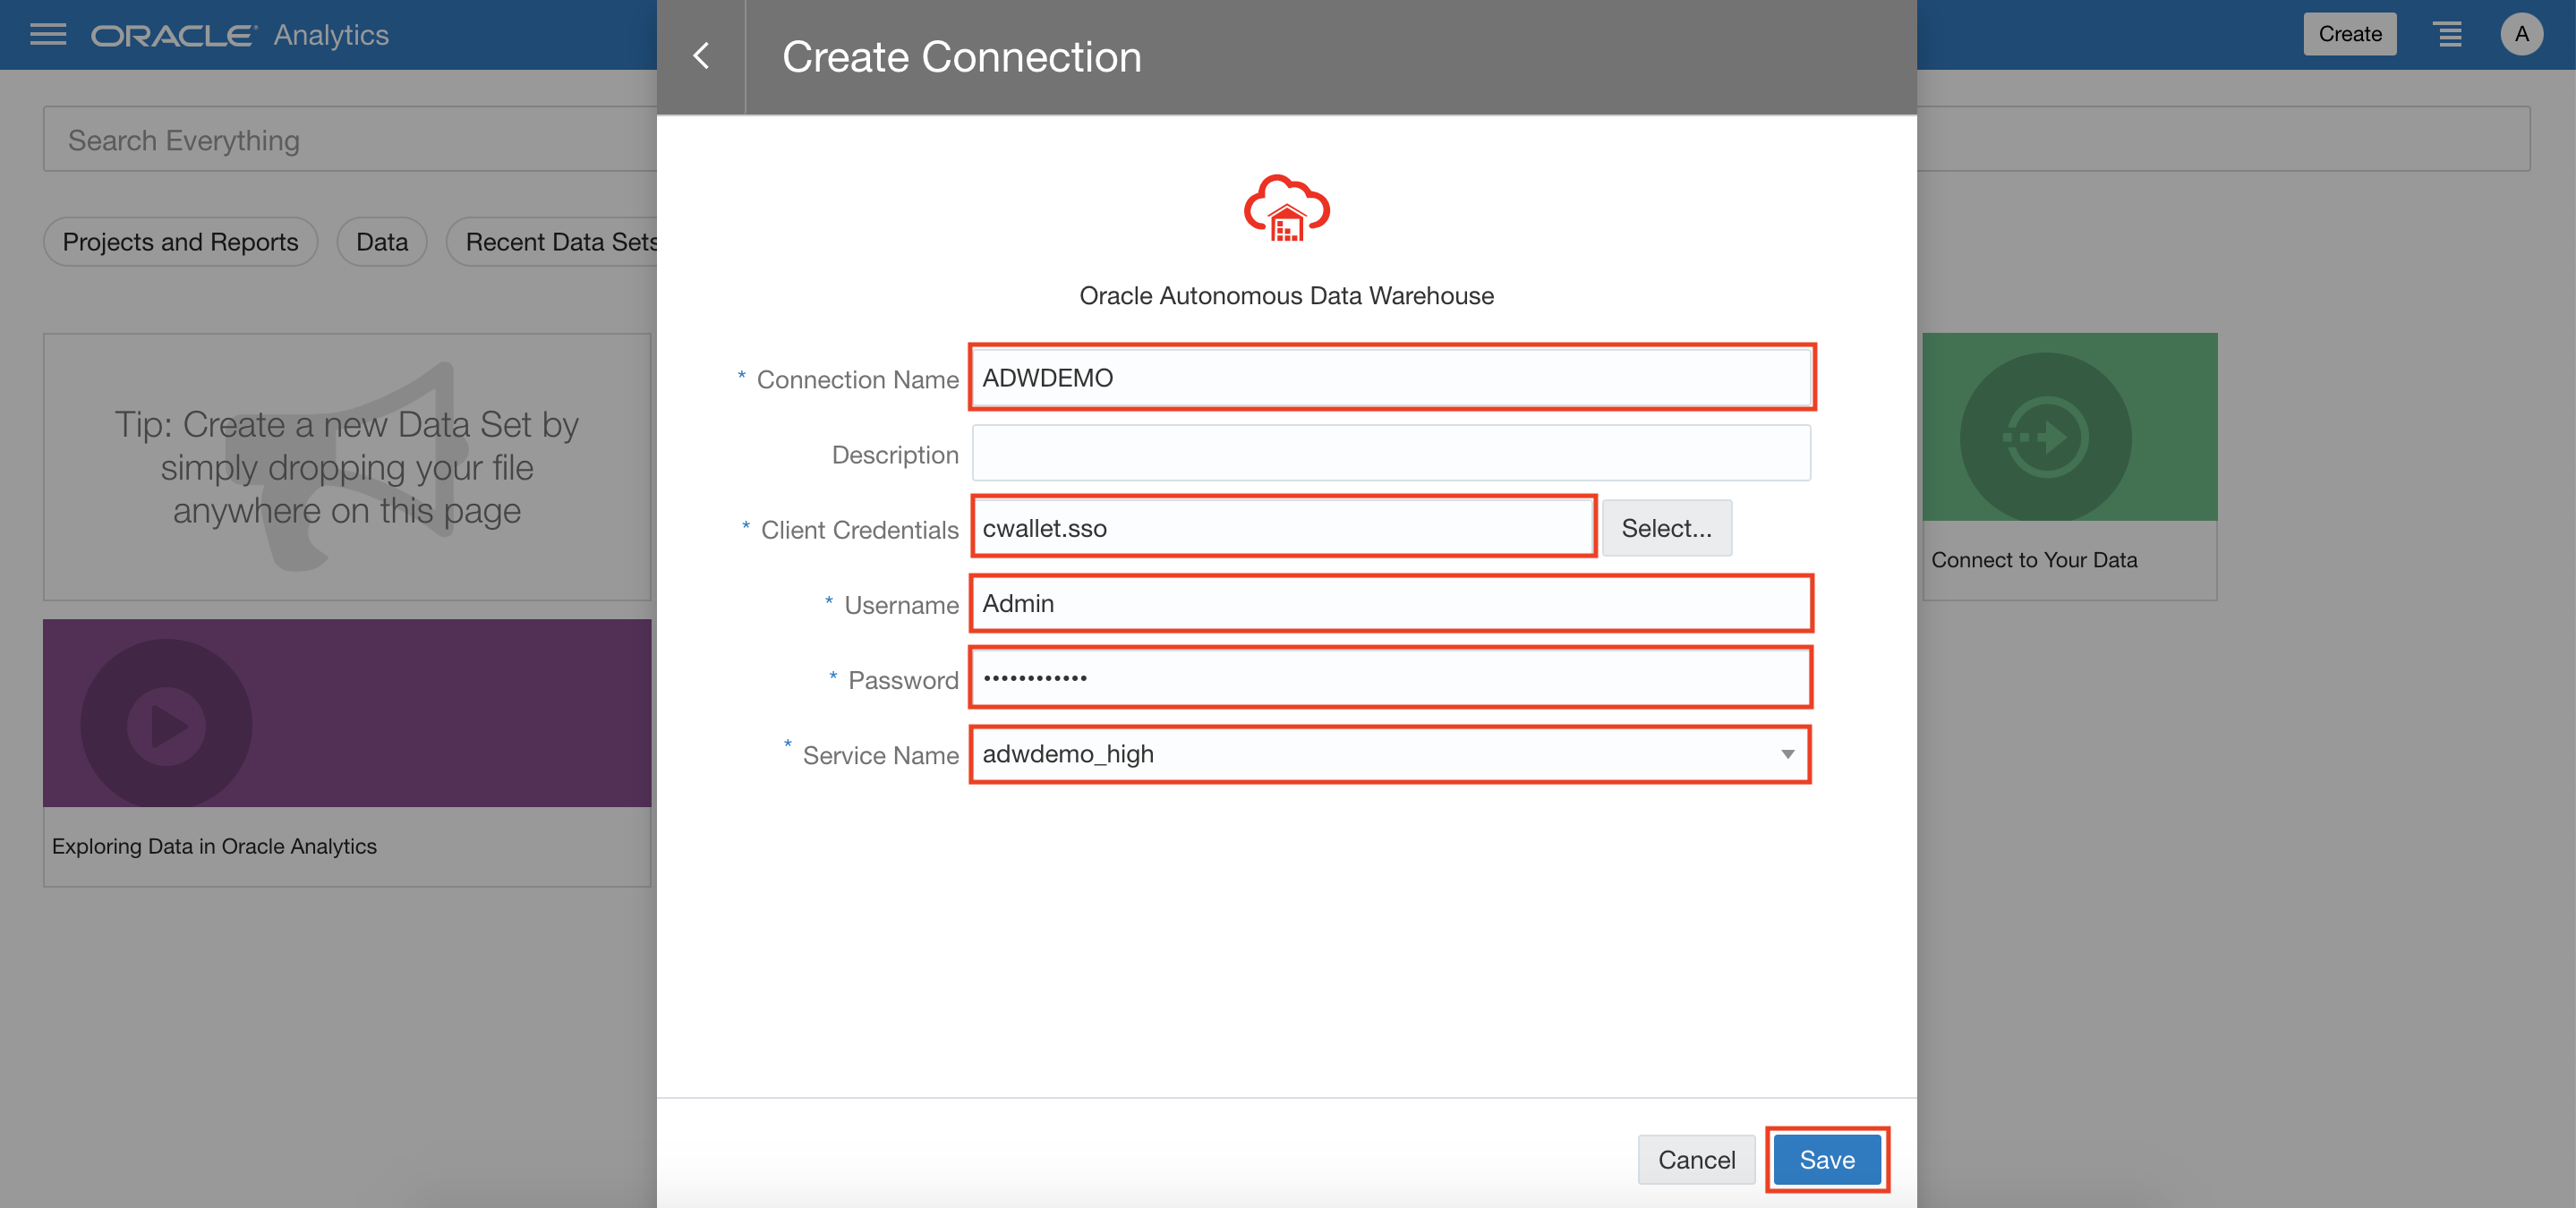 ORACLE® Analytics
Create
A
Search Everything
Projects and Reports
Data
Recent Data Sets
Tip: Create a new Data Set by
simply dropping your file
anywhere on this page
Exploring Data in Oracle Analytics
Connect to Your Data
Create Connection
Oracle Autonomous Data Warehouse
* Connection Name ADWDEMO
Description
* Client Credentials cwallet.sso Select...
* Username Admin
* Password ••••••••••••
* Service Name adwdemo_high
Cancel Save